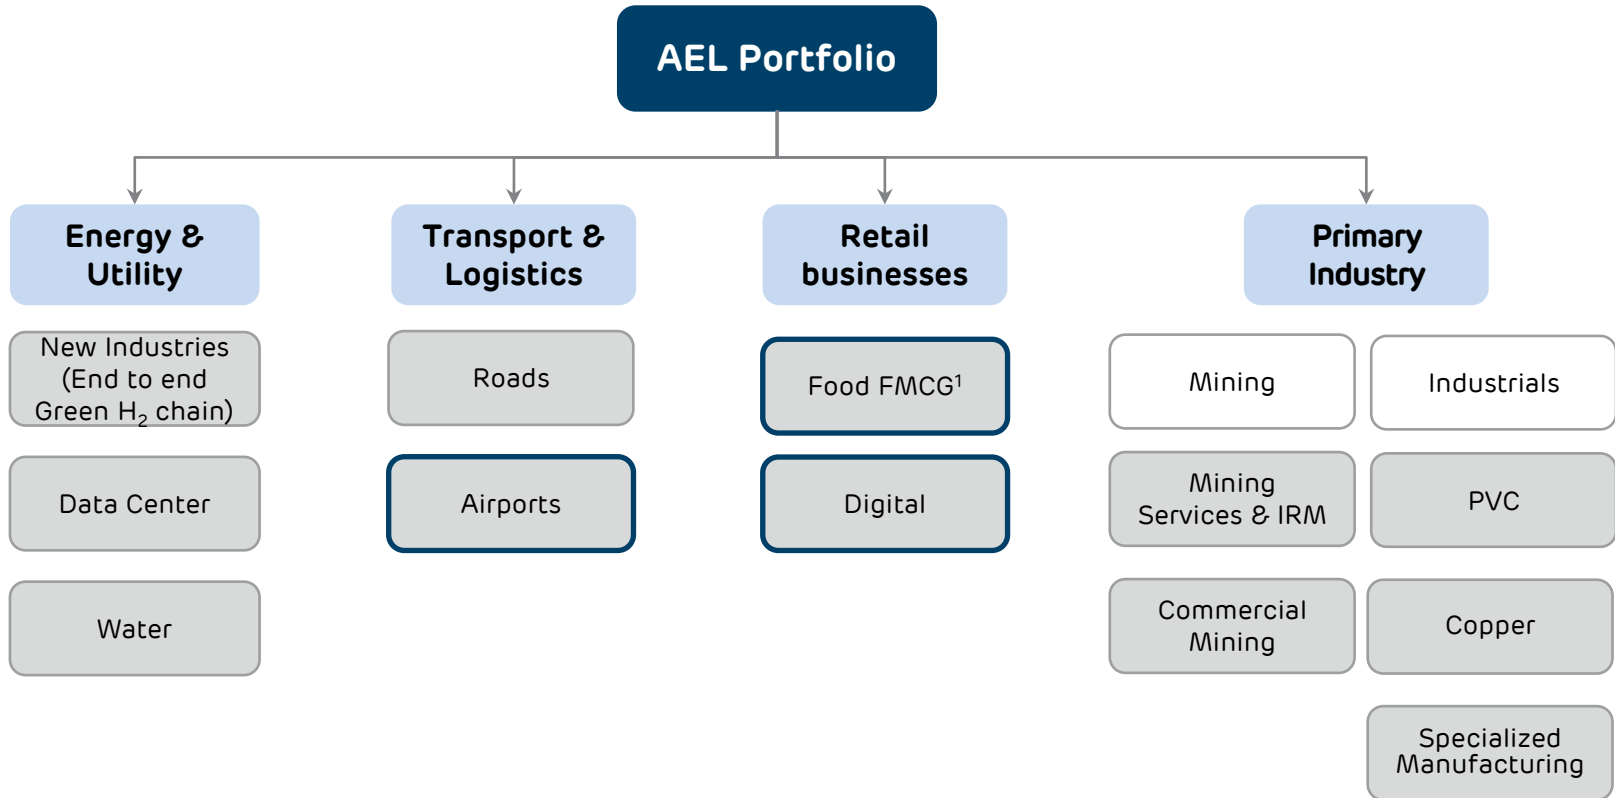 AEL Portfolio
Energy &
Utility
New Industries
(End to end
Green H₂ chain)
Data Center
Water
Transport &
Logistics
Roads
Airports
Retail
businesses
Food FMCG¹
Digital
Primary
Industry
Mining
Mining
Services & IRM
Commercial
Mining
Industrials
PVC
Copper
Specialized
Manufacturing